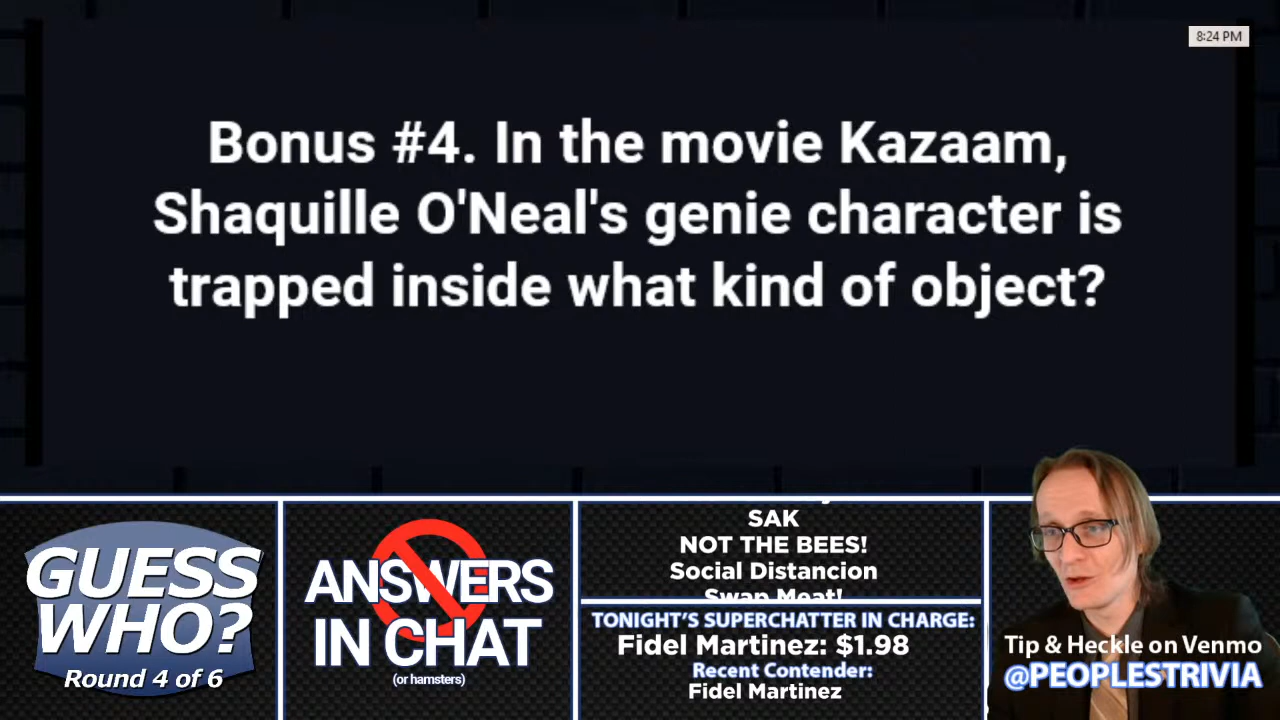 8:24 PM
Bonus #4. In the movie Kazaam,
Shaquille O'Neal's genie character is
trapped inside what kind of object?
GUESS
WHO?
Round 4 of 6
ANSWERS
IN CHAT
(or hamsters)
SAK
NOT THE BEES!
Social Distancion
Swap Meat!
TONIGHT'S SUPERCHATTER IN CHARGE:
Fidel Martinez: $1.98
Recent Contender:
Fidel Martinez
Tip & Heckle on Venmo
@PEOPLESTRIVIA